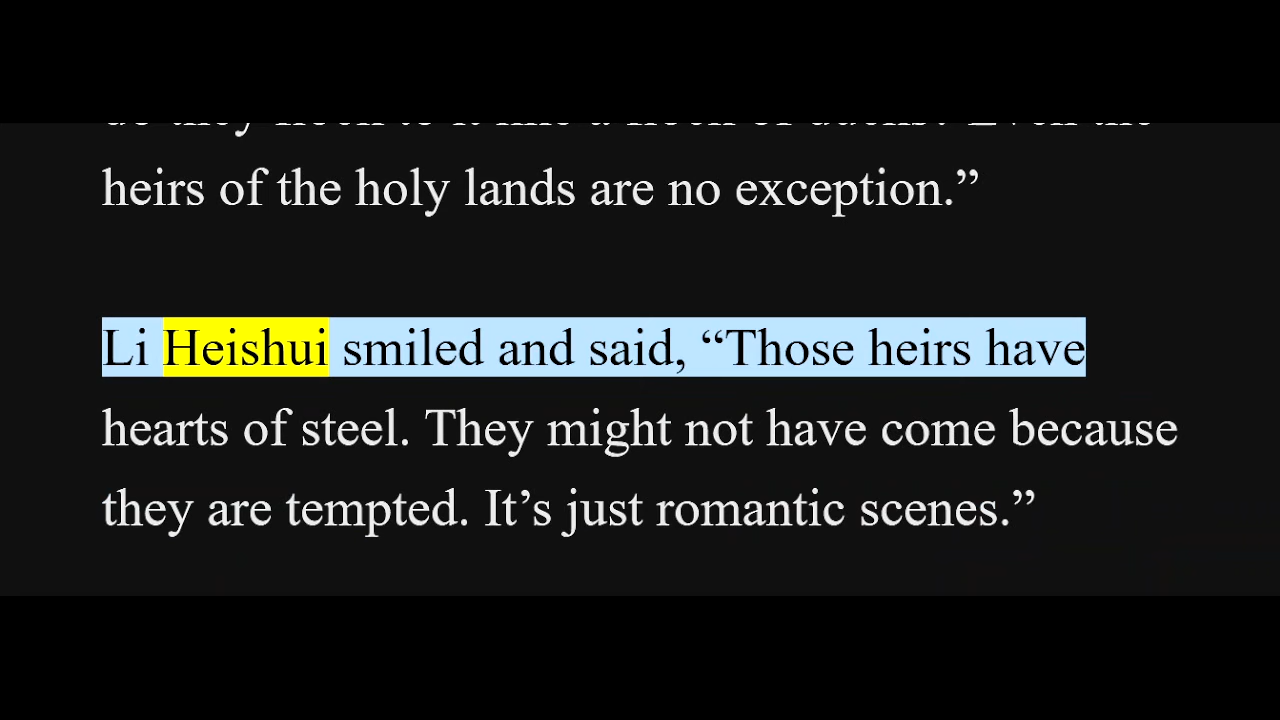 heirs of the holy lands are no exception.”
Li Heishui smiled and said, “Those heirs have
hearts of steel. They might not have come because
they are tempted. It’s just romantic scenes.”